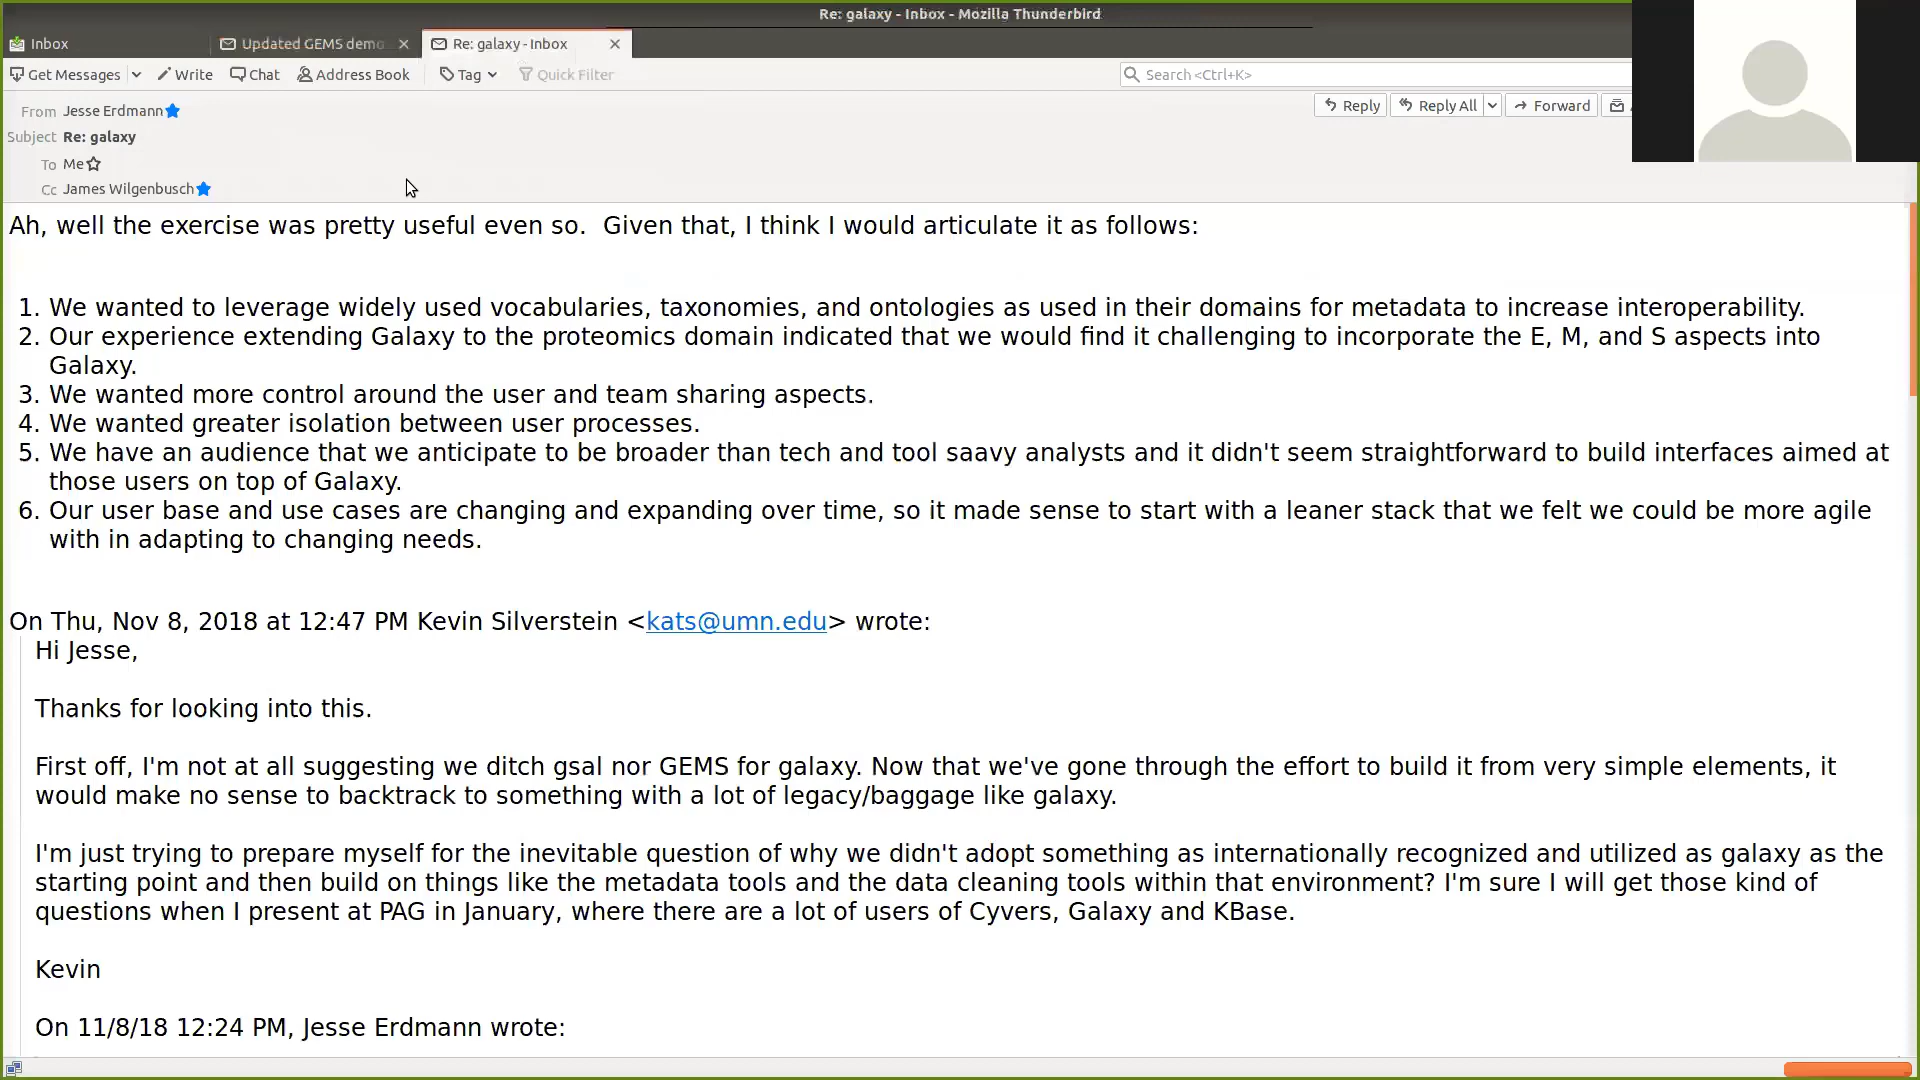 Re: galaxy - Inbox - Mozilla Thunderbird
Inbox
Updated GEMS demo
Re: galaxy - Inbox
Get Messages
Write
Chat
Address Book
Tag
Quick Filter
Search <Ctrl+K>
From Jesse Erdmann
Reply
Reply All
Forward
Subject Re: galaxy
To Me
Cc James Wilgenbusch
Ah, well the exercise was pretty useful even so.  Given that, I think I would articulate it as follows:
1. We wanted to leverage widely used vocabularies, taxonomies, and ontologies as used in their domains for metadata to increase interoperability.
2. Our experience extending Galaxy to the proteomics domain indicated that we would find it challenging to incorporate the E, M, and S aspects into
Galaxy.
3. We wanted more control around the user and team sharing aspects.
4. We wanted greater isolation between user processes.
5. We have an audience that we anticipate to be broader than tech and tool saavy analysts and it didn't seem straightforward to build interfaces aimed at
those users on top of Galaxy.
6. Our user base and use cases are changing and expanding over time, so it made sense to start with a leaner stack that we felt we could be more agile
with in adapting to changing needs.
On Thu, Nov 8, 2018 at 12:47 PM Kevin Silverstein <kats@umn.edu> wrote:
Hi Jesse,
Thanks for looking into this.
First off, I'm not at all suggesting we ditch gsal nor GEMS for galaxy. Now that we've gone through the effort to build it from very simple elements, it
would make no sense to backtrack to something with a lot of legacy/baggage like galaxy.
I'm just trying to prepare myself for the inevitable question of why we didn't adopt something as internationally recognized and utilized as galaxy as the
starting point and then build on things like the metadata tools and the data cleaning tools within that environment? I'm sure I will get those kind of
questions when I present at PAG in January, where there are a lot of users of Cyvers, Galaxy and KBase.
Kevin
On 11/8/18 12:24 PM, Jesse Erdmann wrote: